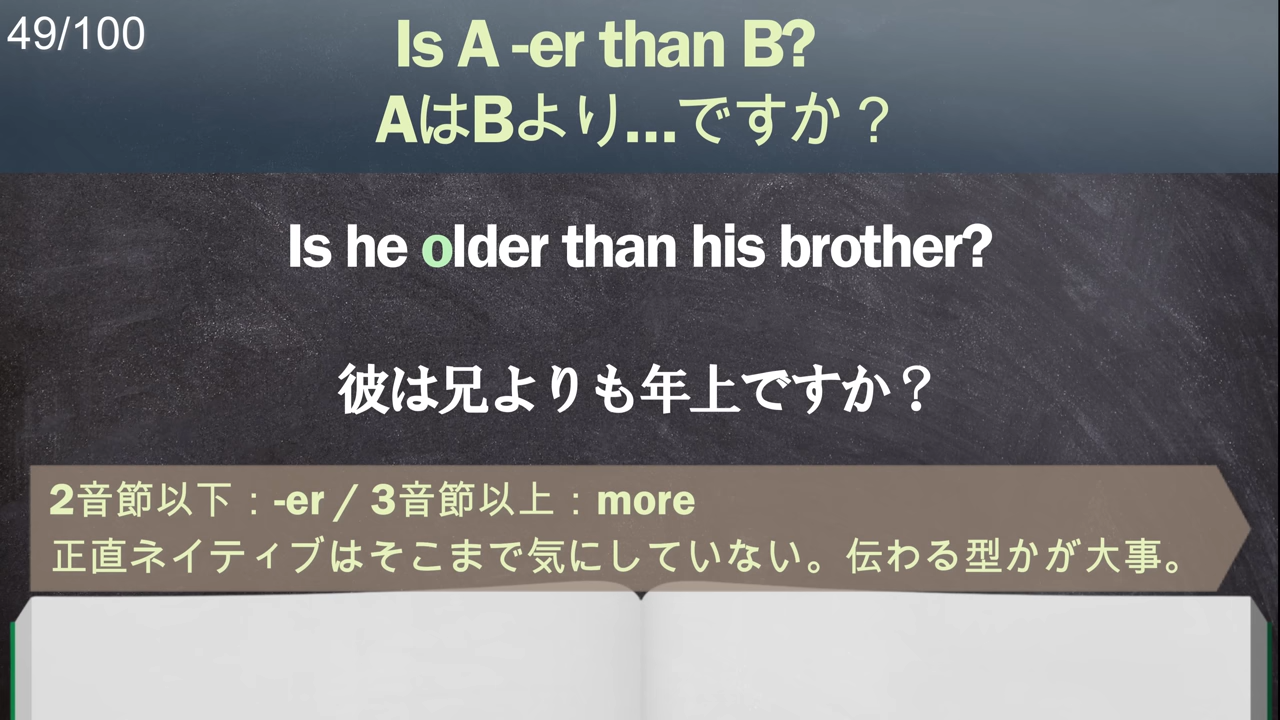 49/100
Is A -er than B?
AはBより...ですか？
Is he older than his brother?
彼は兄よりも年上ですか？
2音節以下：-er / 3音節以上：more
正直ネイティブはそこまで気にしていない。伝わる型かが大事。